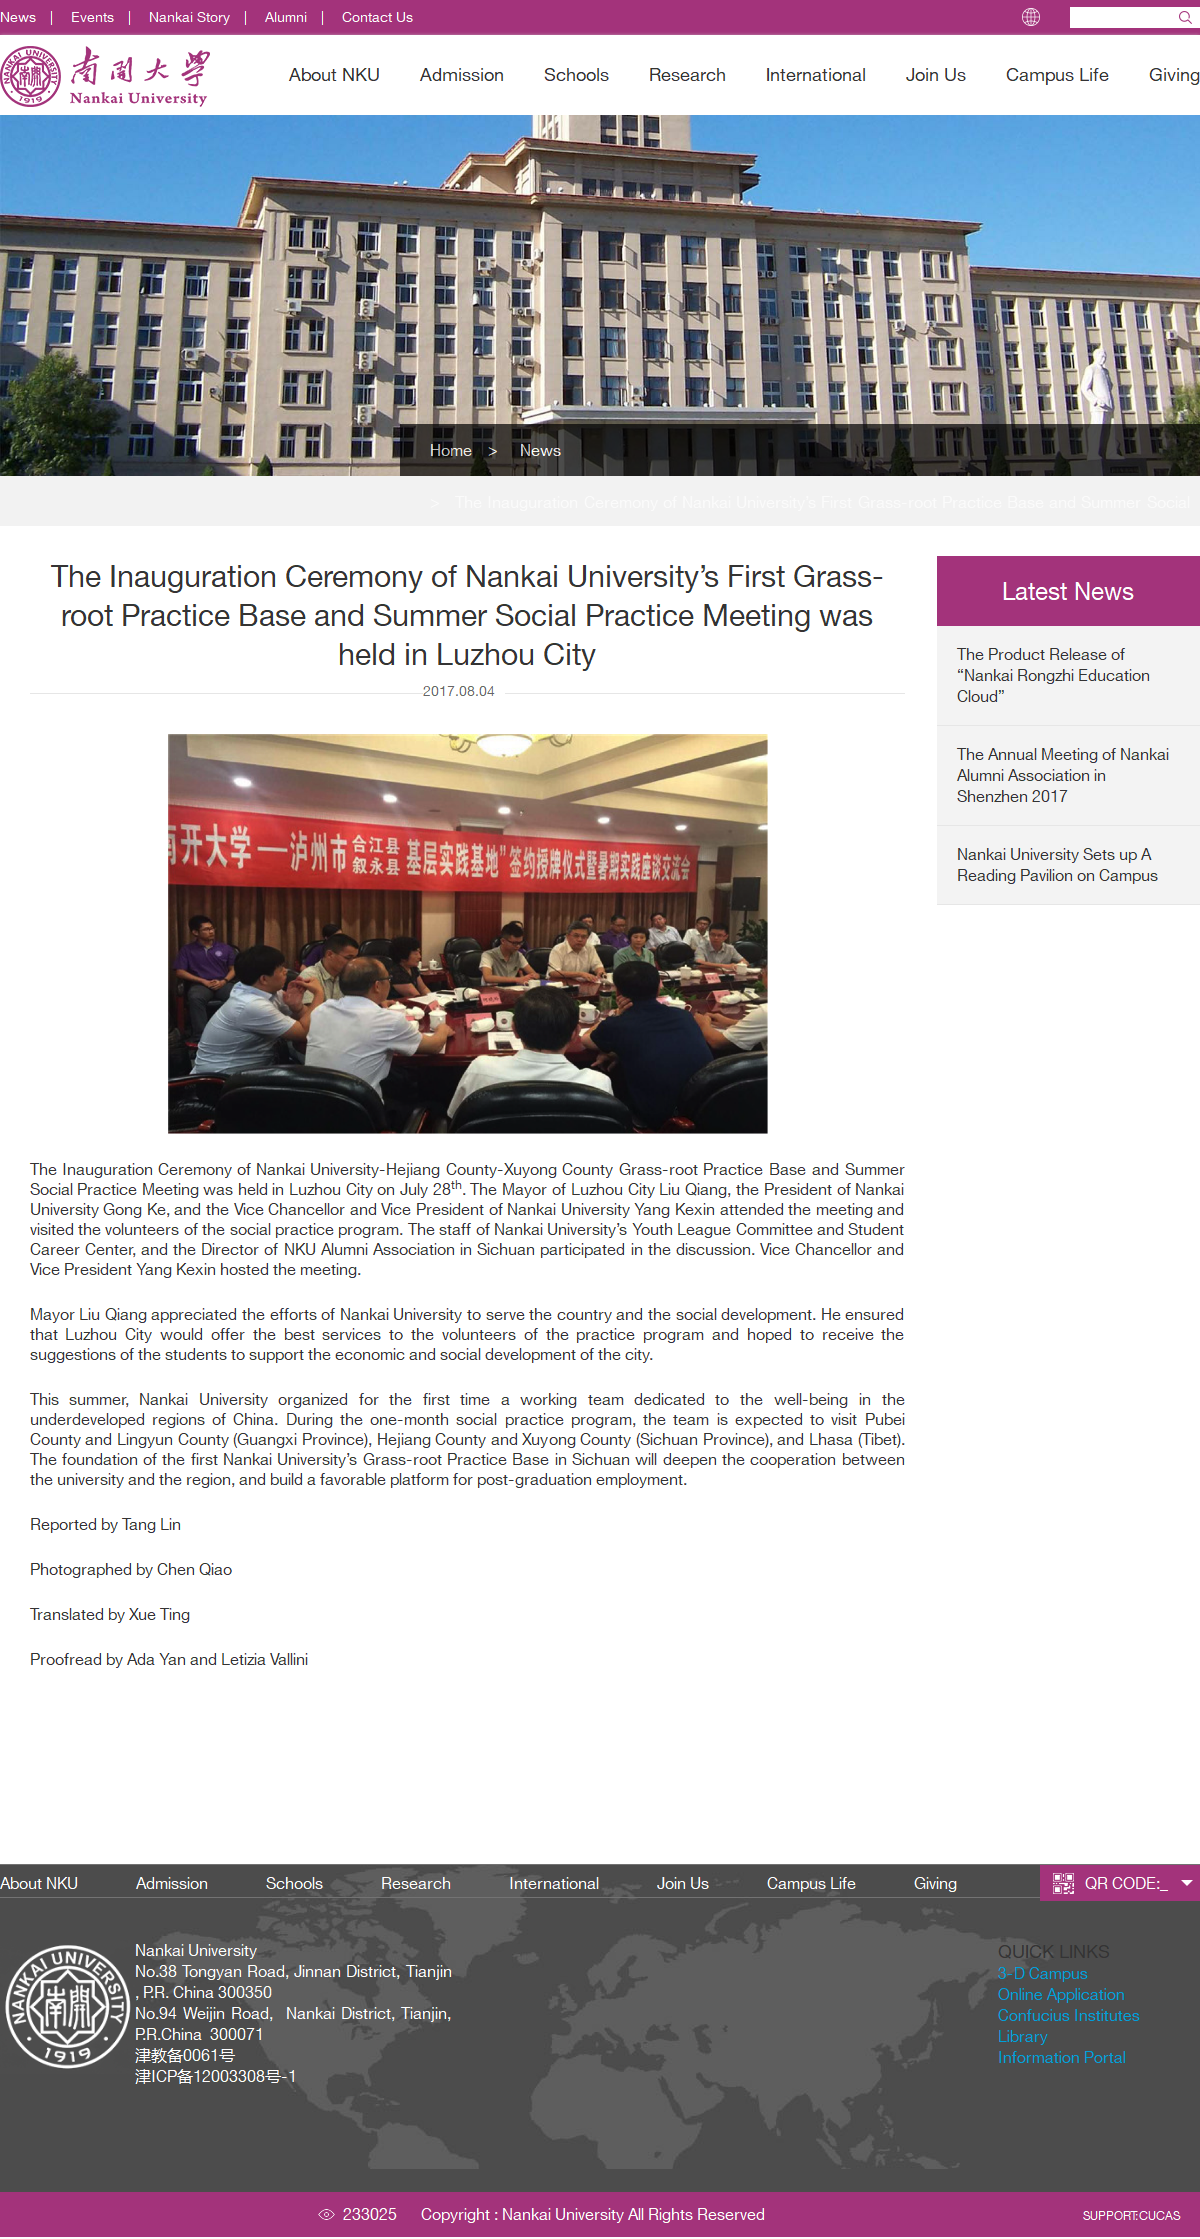 News | Events | Nankai Story | Alumni | Contact Us
NANKAI UNIVERSITY
1919
南開大學
Nankai University
About NKU Admission Schools Research International Join Us Campus Life Giving
Home > News
> The Inauguration Ceremony of Nankai University’s First Grass-root Practice Base and Summer Social
The Inauguration Ceremony of Nankai University’s First Grass-
root Practice Base and Summer Social Practice Meeting was
held in Luzhou City
2017.08.04
Latest News
The Product Release of
“Nankai Rongzhi Education
Cloud”
The Annual Meeting of Nankai
Alumni Association in
Shenzhen 2017
Nankai University Sets up A
Reading Pavilion on Campus
南开大学—泸州市 合江县 叙永县 基层实践基地”签约授牌仪式暨暑期实践座谈交流会
The Inauguration Ceremony of Nankai University-Hejiang County-Xuyong County Grass-root Practice Base and Summer
Social Practice Meeting was held in Luzhou City on July 28th. The Mayor of Luzhou City Liu Qiang, the President of Nankai
University Gong Ke, and the Vice Chancellor and Vice President of Nankai University Yang Kexin attended the meeting and
visited the volunteers of the social practice program. The staff of Nankai University’s Youth League Committee and Student
Career Center, and the Director of NKU Alumni Association in Sichuan participated in the discussion. Vice Chancellor and
Vice President Yang Kexin hosted the meeting.
Mayor Liu Qiang appreciated the efforts of Nankai University to serve the country and the social development. He ensured
that Luzhou City would offer the best services to the volunteers of the practice program and hoped to receive the
suggestions of the students to support the economic and social development of the city.
This summer, Nankai University organized for the first time a working team dedicated to the well-being in the
underdeveloped regions of China. During the one-month social practice program, the team is expected to visit Pubei
County and Lingyun County (Guangxi Province), Hejiang County and Xuyong County (Sichuan Province), and Lhasa (Tibet).
The foundation of the first Nankai University’s Grass-root Practice Base in Sichuan will deepen the cooperation between
the university and the region, and build a favorable platform for post-graduation employment.
Reported by Tang Lin
Photographed by Chen Qiao
Translated by Xue Ting
Proofread by Ada Yan and Letizia Vallini
About NKU Admission Schools Research International Join Us Campus Life Giving QR CODE:_
NANKAI UNIVERSITY
南開
1919
Nankai University
No.38 Tongyan Road, Jinnan District, Tianjin
, P.R. China 300350
No.94 Weijin Road, Nankai District, Tianjin,
P.R.China 300071
津教备0061号
津ICP备12003308号-1
QUICK LINKS
3-D Campus
Online Application
Confucius Institutes
Library
Information Portal
233025 Copyright : Nankai University All Rights Reserved
SUPPORT:CUCAS